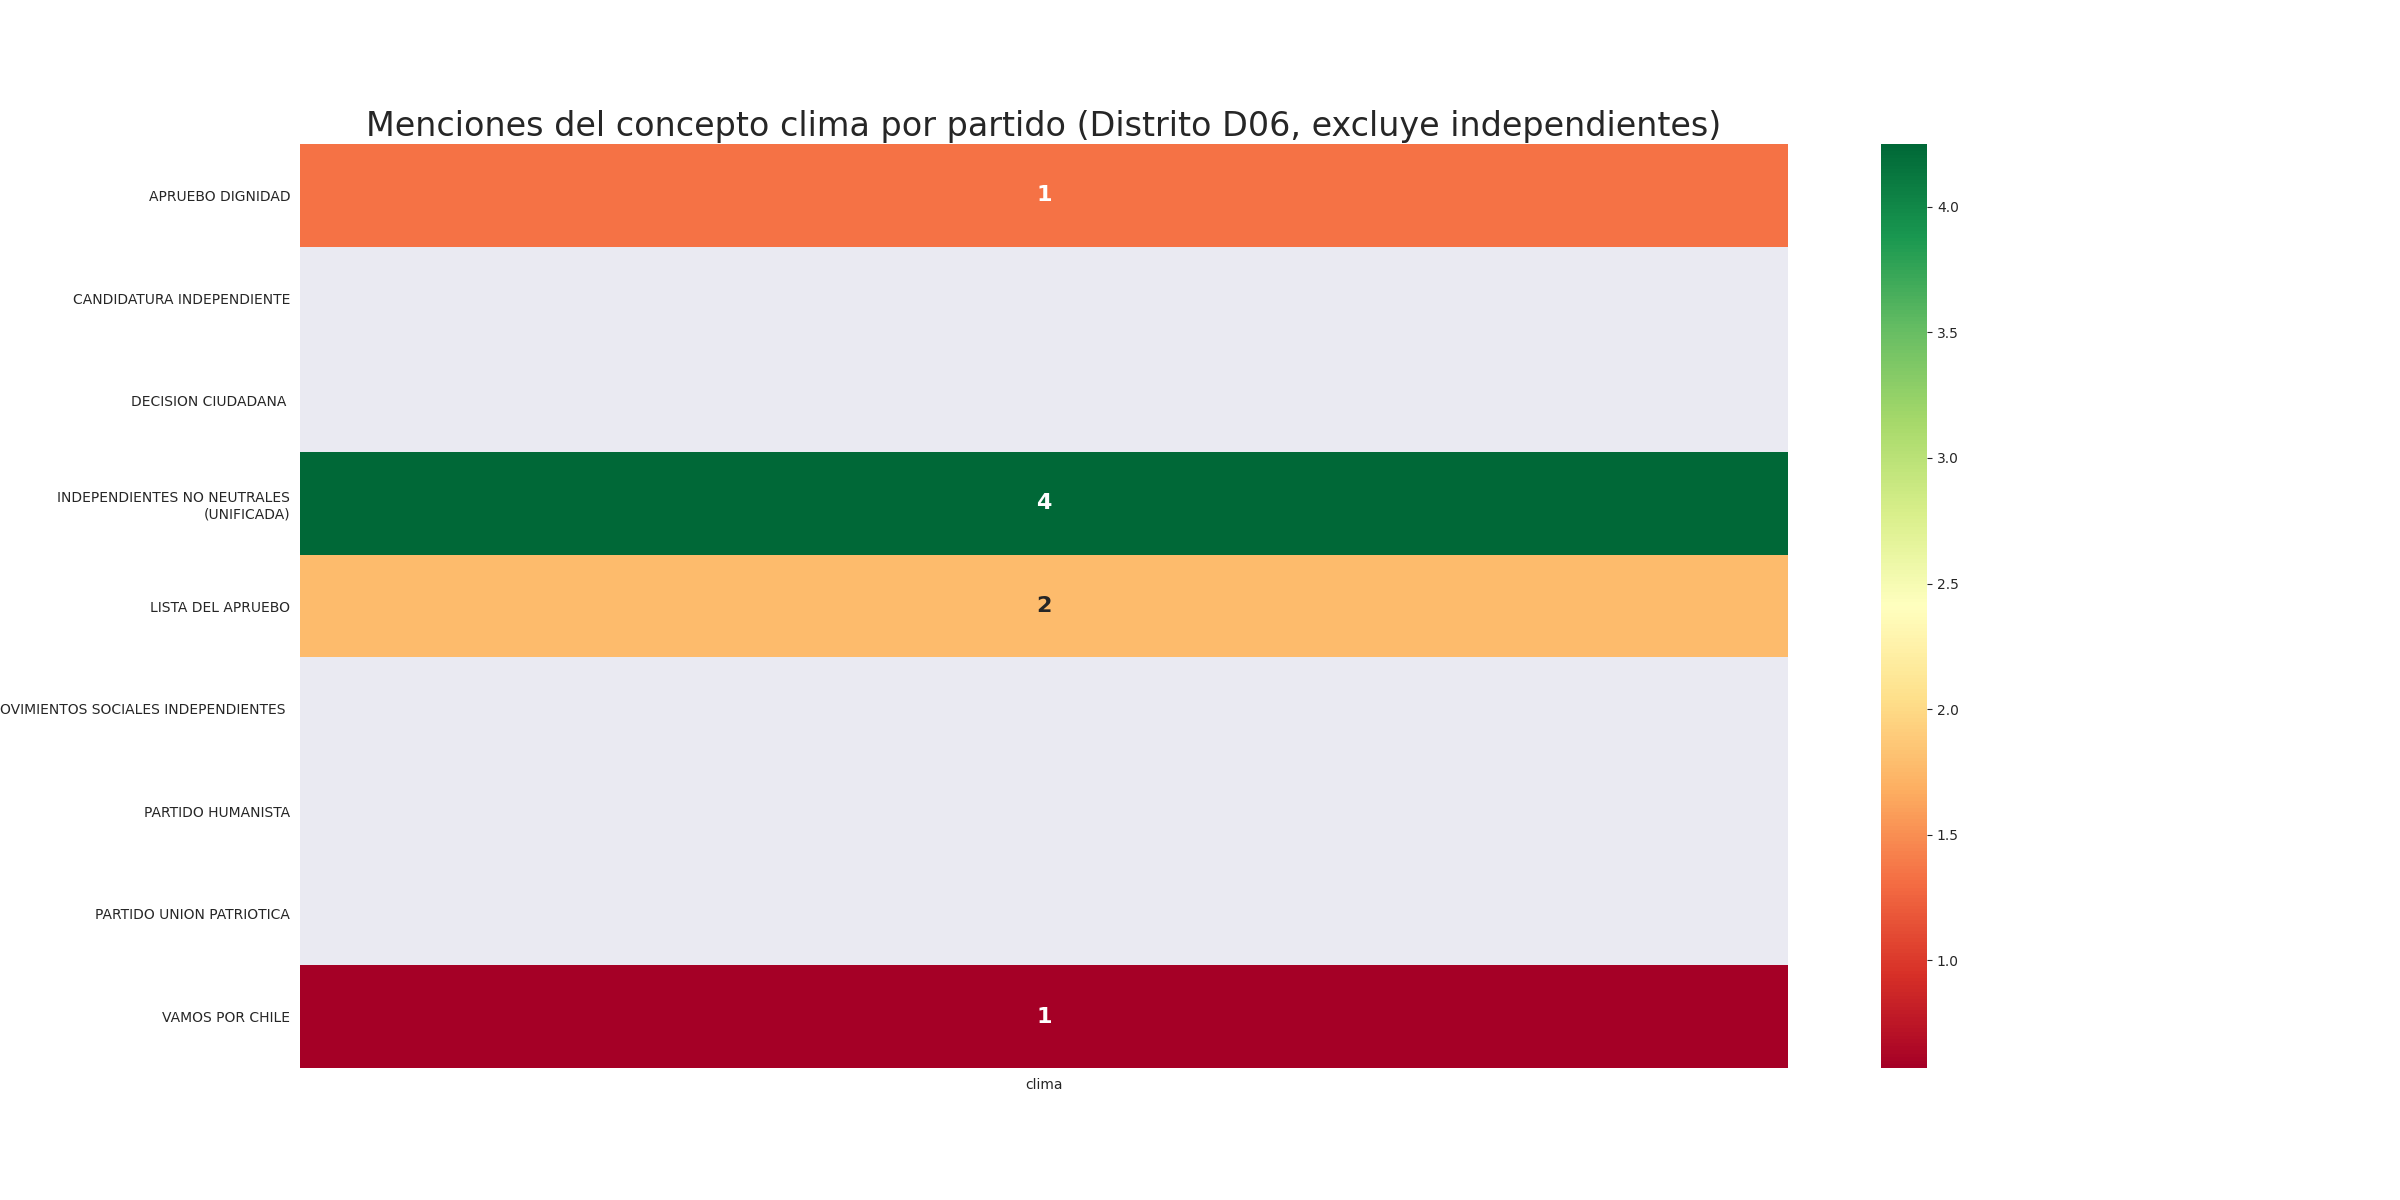 Menciones del concepto clima por partido (Distrito D06, excluye independientes)
APRUEBO DIGNIDAD
1
CANDIDATURA INDEPENDIENTE
DECISION CIUDADANA
INDEPENDIENTES NO NEUTRALES
(UNIFICADA)
4
LISTA DEL APRUEBO
2
OVIMIENTOS SOCIALES INDEPENDIENTES
PARTIDO HUMANISTA
PARTIDO UNION PATRIOTICA
VAMOS POR CHILE
1
clima
4.0
3.5
3.0
2.5
2.0
1.5
1.0